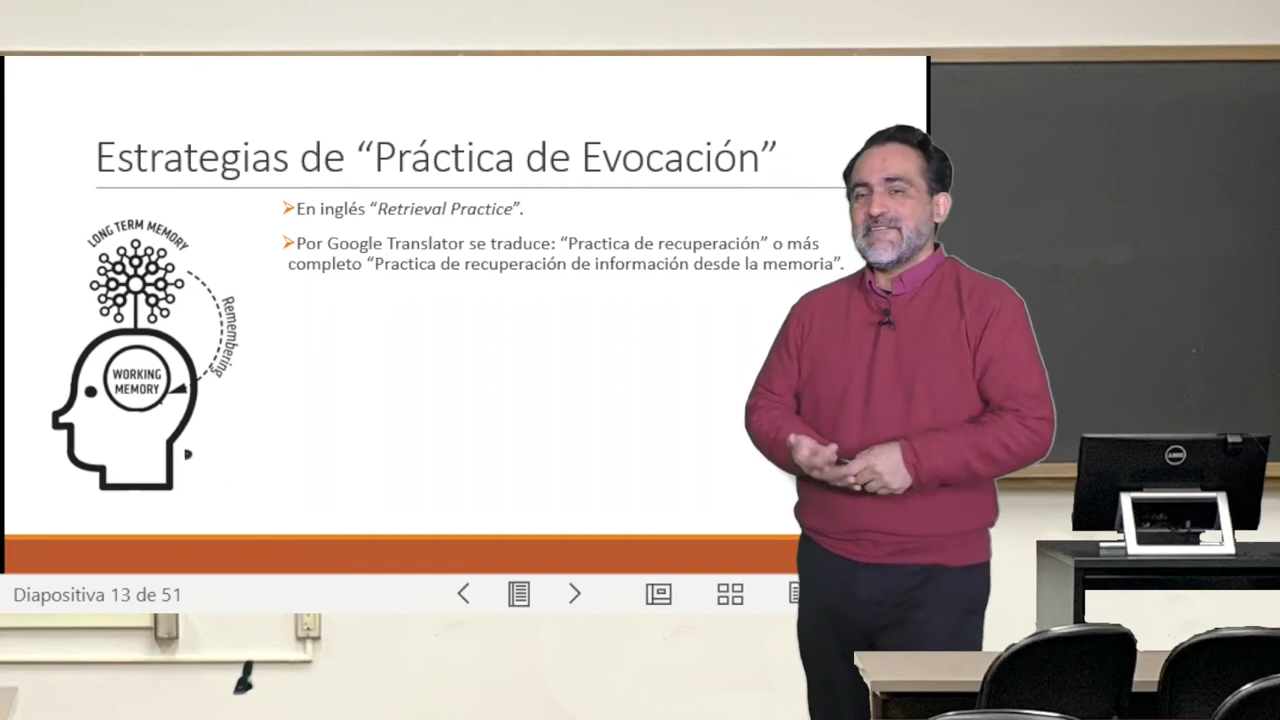 Estrategias de “Práctica de Evocación”
➢En inglés “Retrieval Practice”.
➢Por Google Translator se traduce: “Practica de recuperación” o más
completo “Practica de recuperación de información desde la memoria”.
LONG TERM MEMORY
Remembering
WORKING
MEMORY
Diapositiva 13 de 51
DELL